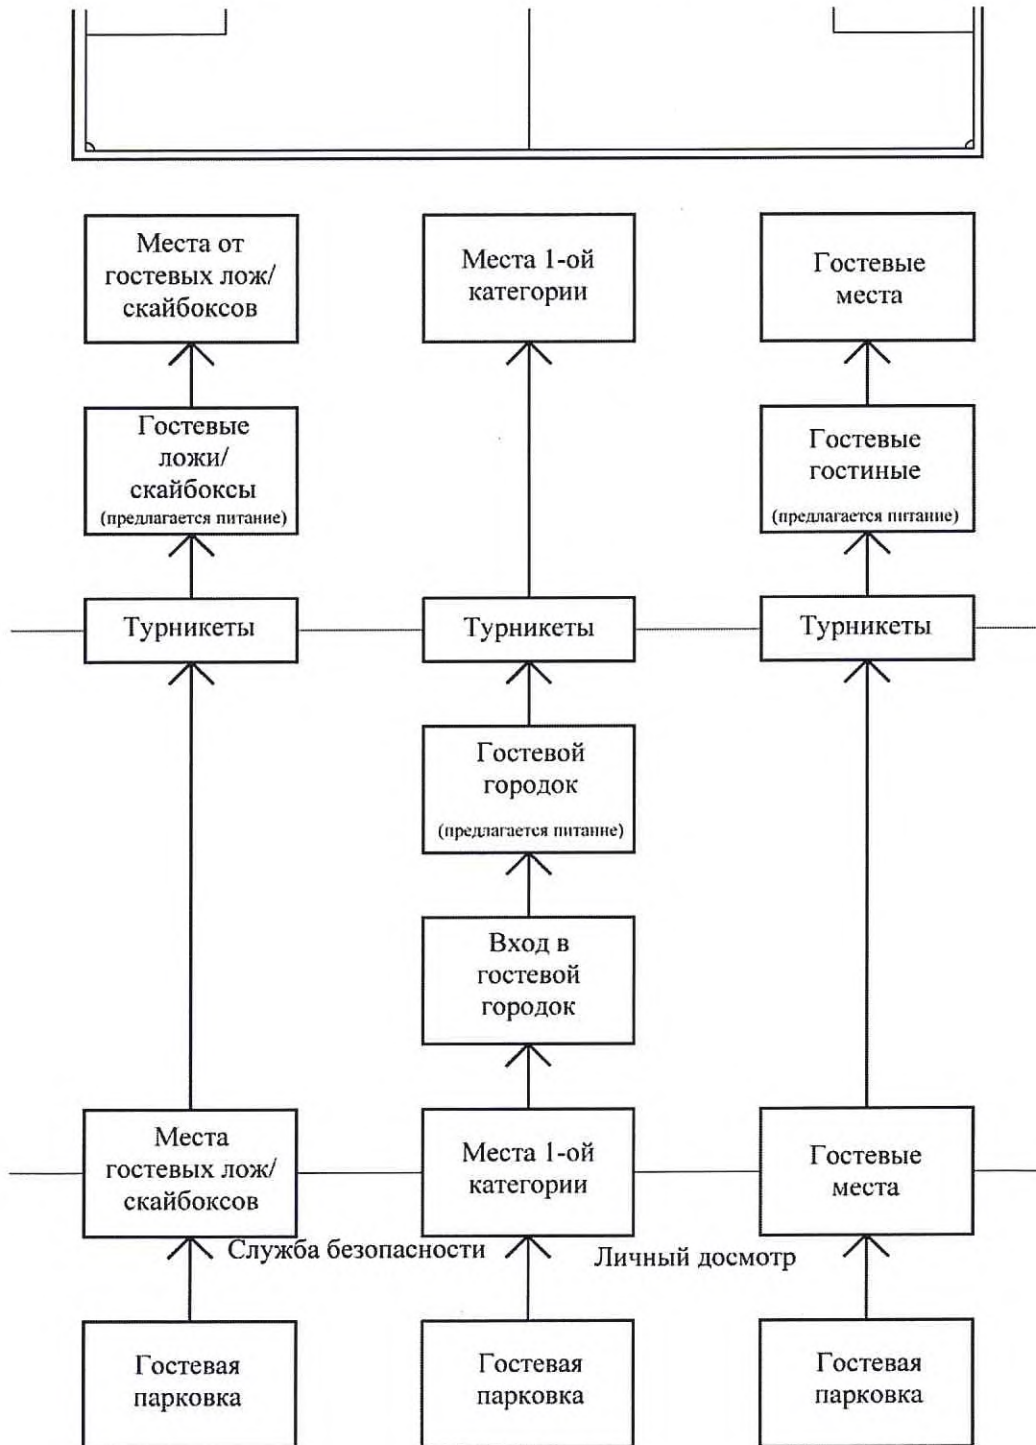 Места от
гостевых лож/
скайбоксов
Места 1-ой
категории
Гостевые
места
Гостевые
ложи/
скайбоксы
(предлагается питание)
Гостевые
гостиные
(предлагается питание)
Турникеты
Турникеты
Турникеты
Гостевой
городок
(предлагается питание)
Вход в
гостевой
городок
Места
гостевых лож/
скайбоксов
Места 1-ой
категории
Гостевые
места
Служба безопасности
Личный досмотр
Гостевая
парковка
Гостевая
парковка
Гостевая
парковка